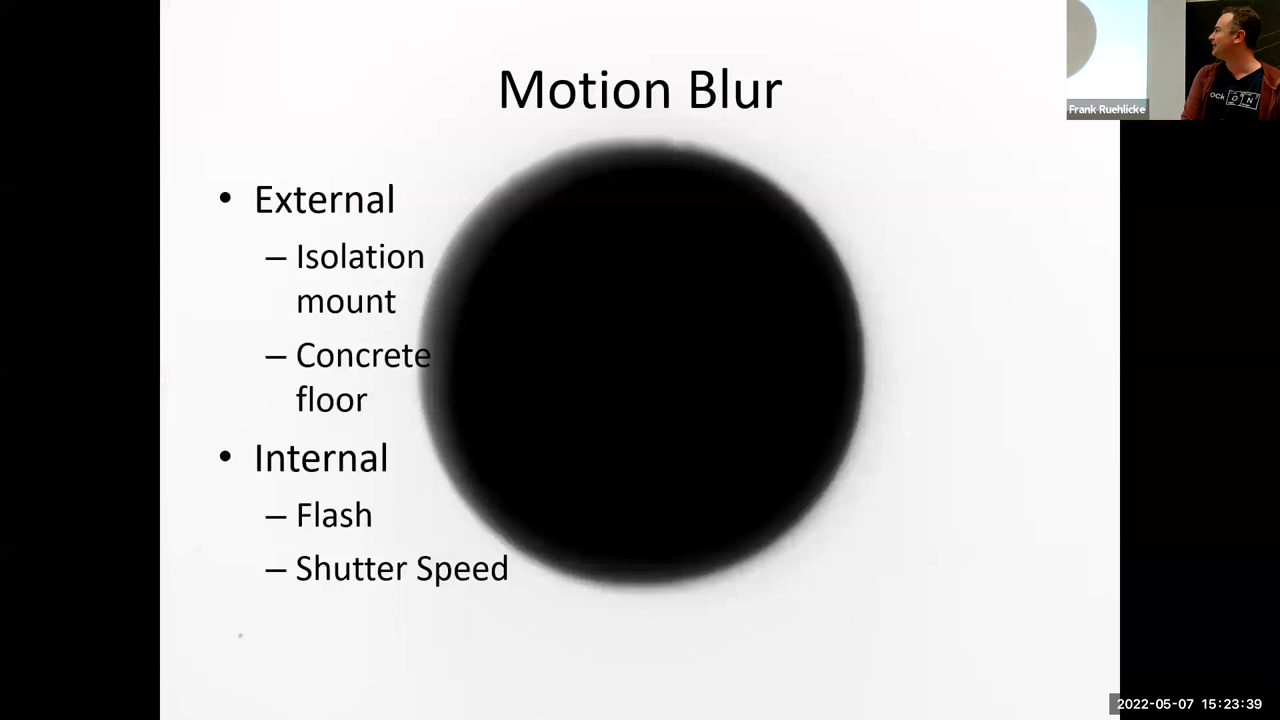 Motion Blur
• External
– Isolation
mount
– Concrete
floor
• Internal
– Flash
– Shutter Speed
Frank Ruehlicke
ock
O N
2022-05-07 15:23:39